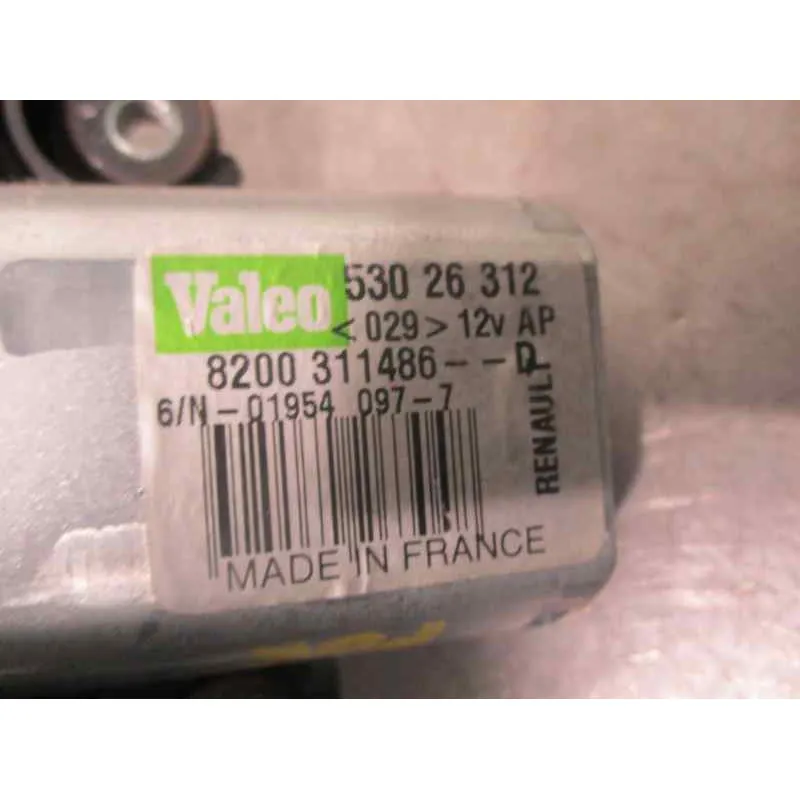 Valeo 530 26 312
<029> 12v AP
8200 311486--D
6/N-01954 097-7
RENAULT
MADE IN FRANCE